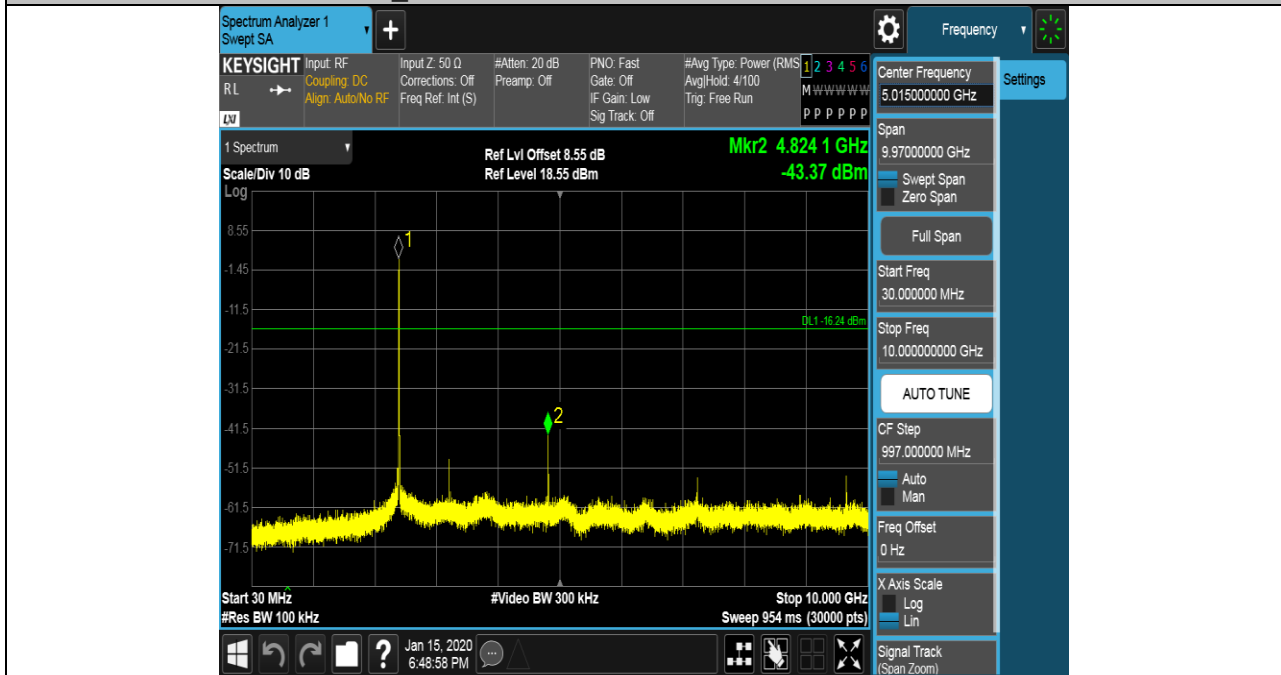 Spectrum Analyzer 1
Swept SA
+
Frequency
KEYSIGHT
RL
LXI
Input: RF
Coupling: DC
Align: Auto/No RF
Input Z: 50 Ω
Corrections: Off
Freq Ref: Int (S)
#Atten: 20 dB
Preamp: Off
PNO: Fast
Gate: Off
IF Gain: Low
Sig Track: Off
#Avg Type: Power (RMS
Avg|Hold: 4/100
Trig: Free Run
1 2 3 4 5 6
M W W W W W
P P P P P P
1 Spectrum
Scale/Div 10 dB
Ref Lvl Offset 8.55 dB
Ref Level 18.55 dBm
Mkr2 4.824 1 GHz
-43.37 dBm
Log
8.55
-1.45
-11.5
-21.5
-31.5
-41.5
-51.5
-61.5
-71.5
1
DL1 -16.24 dBm
2
Start 30 MHz
#Res BW 100 kHz
#Video BW 300 kHz
Stop 10.000 GHz
Sweep 954 ms (30000 pts)
Center Frequency
5.015000000 GHz
Settings
Span
9.97000000 GHz
Swept Span
Zero Span
Full Span
Start Freq
30.000000 MHz
Stop Freq
10.000000000 GHz
AUTO TUNE
CF Step
997.000000 MHz
Auto
Man
Freq Offset
0 Hz
X Axis Scale
Log
Lin
Signal Track
(Span Zoom)
?
Jan 15, 2020
6:48:58 PM